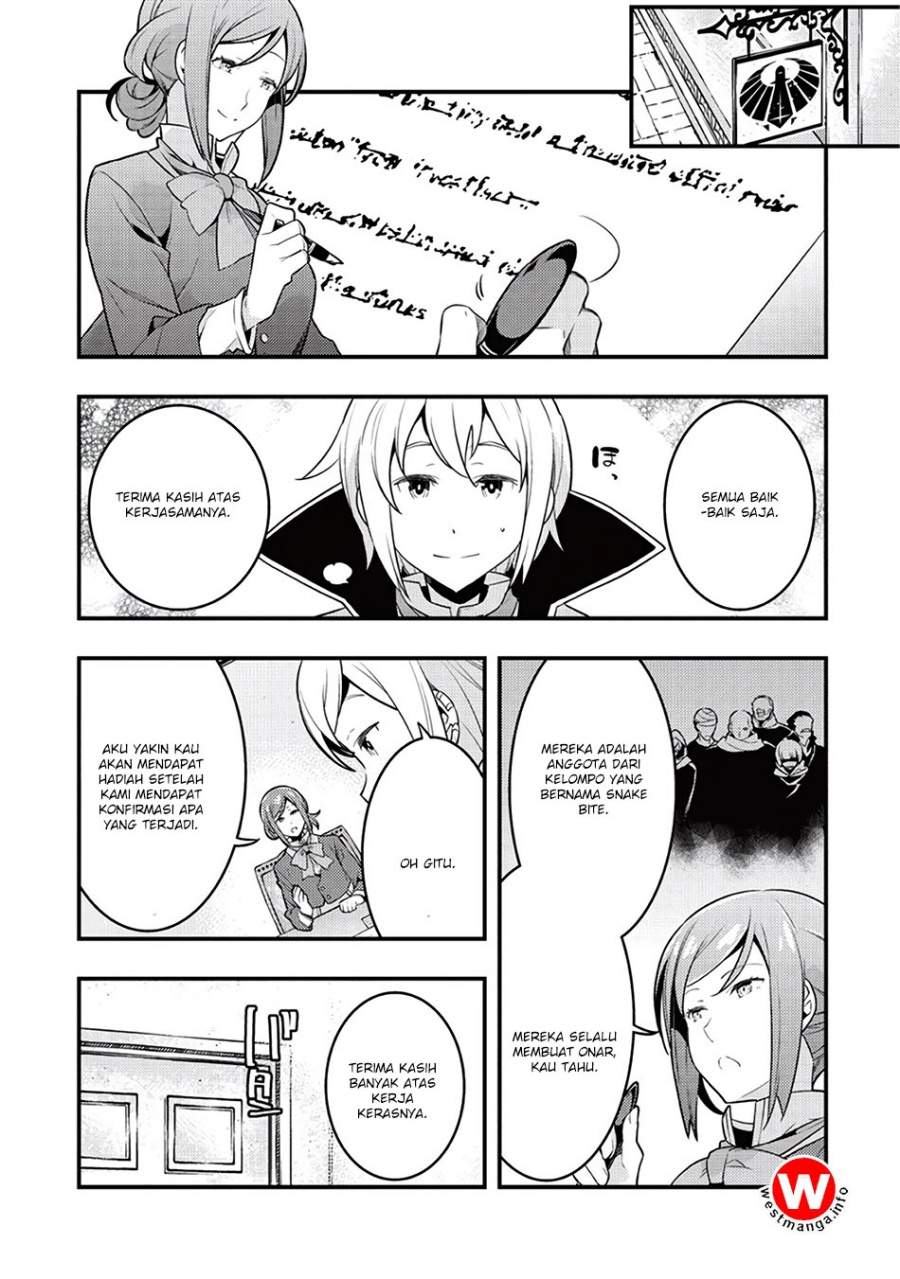 SEMUA BAIK
-BAIK SAJA.
ほ、
TERIMA KASIH ATAS
KERJASAMANYA.
MEREKA ADALAH
ANGGOTA DARI
KELOMPO YANG
BERNAMA SNAKE
BITE.
MEREKA SELALU
MEMBUAT ONAR,
KAU TAHU.
OH GITU.
AKU YAKIN KAU
AKAN MENDAPAT
HADIAH SETELAH
KAMI MENDAPAT
KONFIRMASI APA
YANG TERJADI.
TERIMA KASIH
BANYAK ATAS
KERJA
KERASNYA.
W
westmanga.info